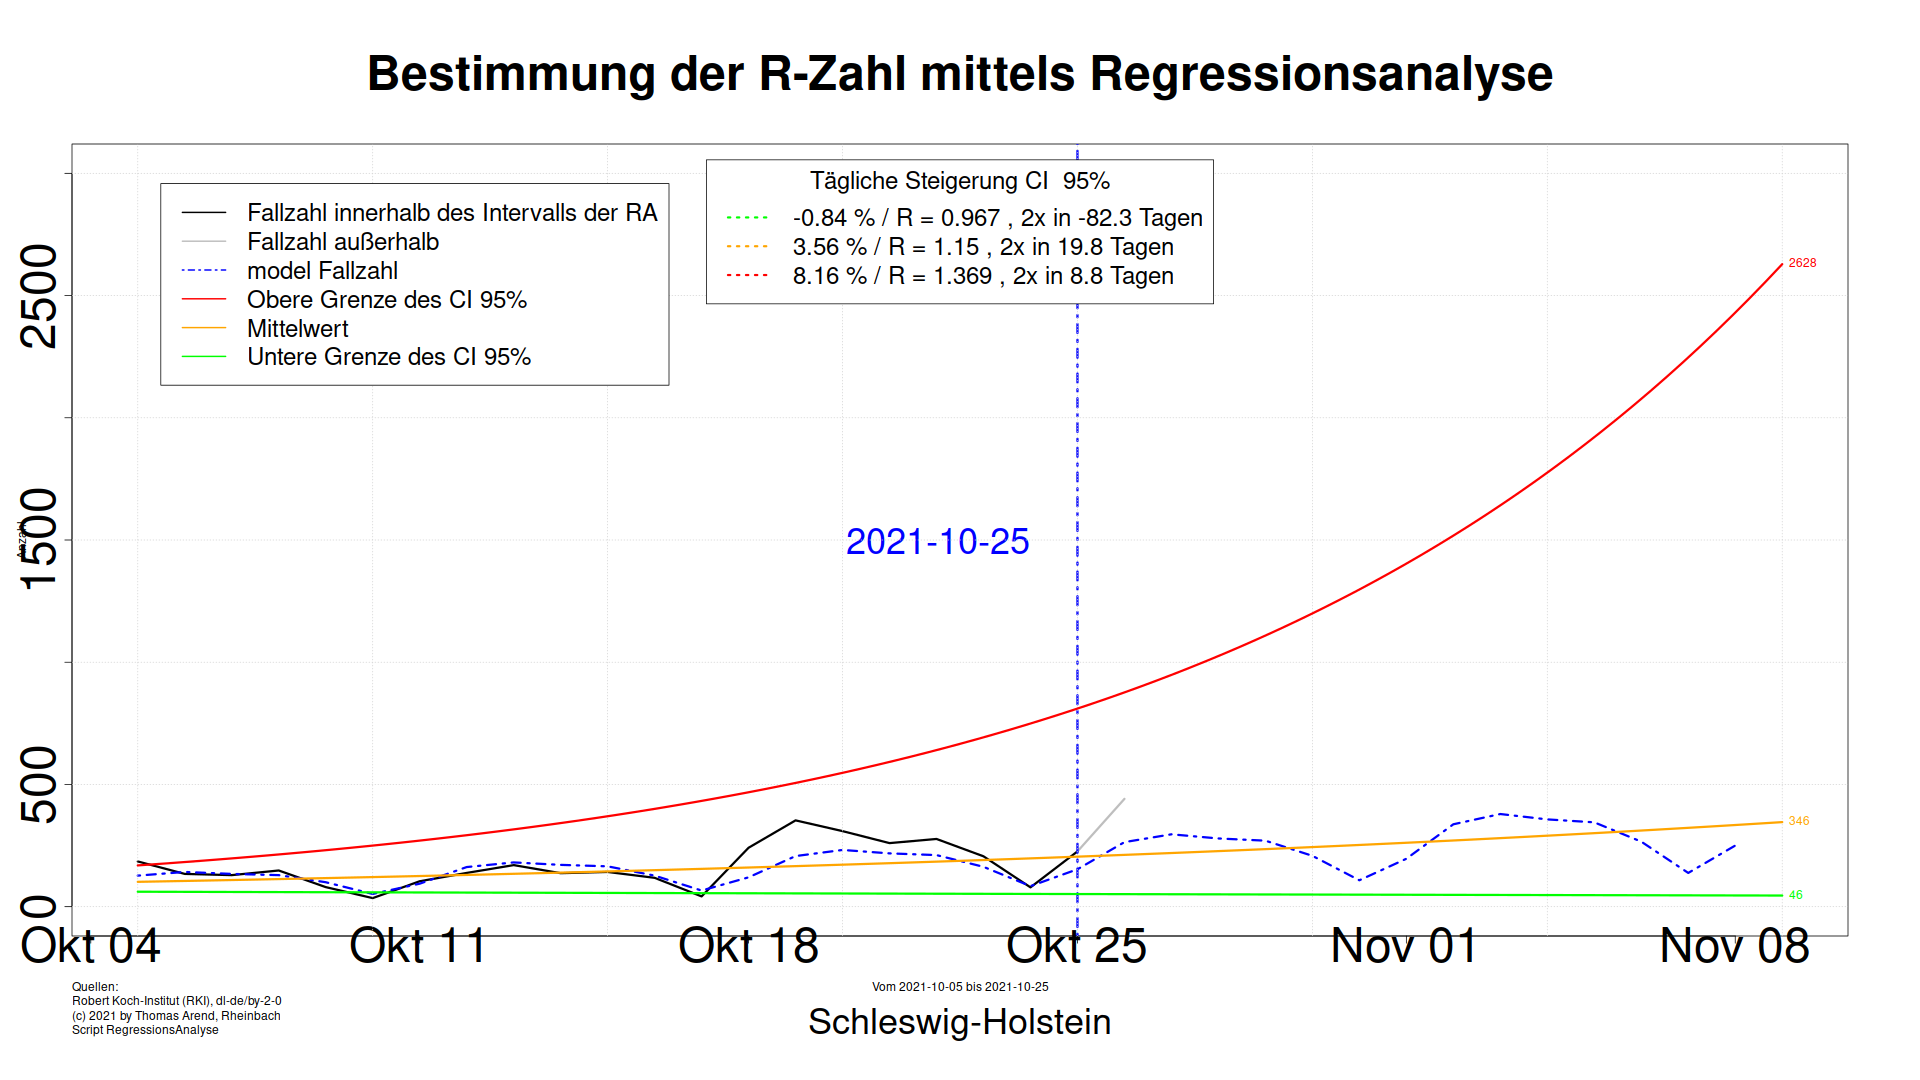 Bestimmung der R-Zahl mittels Regressionsanalyse
Fallzahl innerhalb des Intervalls der RA
Fallzahl außerhalb
model Fallzahl
Obere Grenze des CI 95%
Mittelwert
Untere Grenze des CI 95%
Tägliche Steigerung CI 95%
-0.84 % / R = 0.967 , 2x in -82.3 Tagen
3.56 % / R = 1.15 , 2x in 19.8 Tagen
8.16 % / R = 1.369 , 2x in 8.8 Tagen
2500
1500
500
0
Anzahl
2021-10-25
2628
346
46
Okt 04
Okt 11
Okt 18
Okt 25
Nov 01
Nov 08
Quellen:
Robert Koch-Institut (RKI), dl-de/by-2-0
(c) 2021 by Thomas Arend, Rheinbach
Script RegressionsAnalyse
Vom 2021-10-05 bis 2021-10-25
Schleswig-Holstein